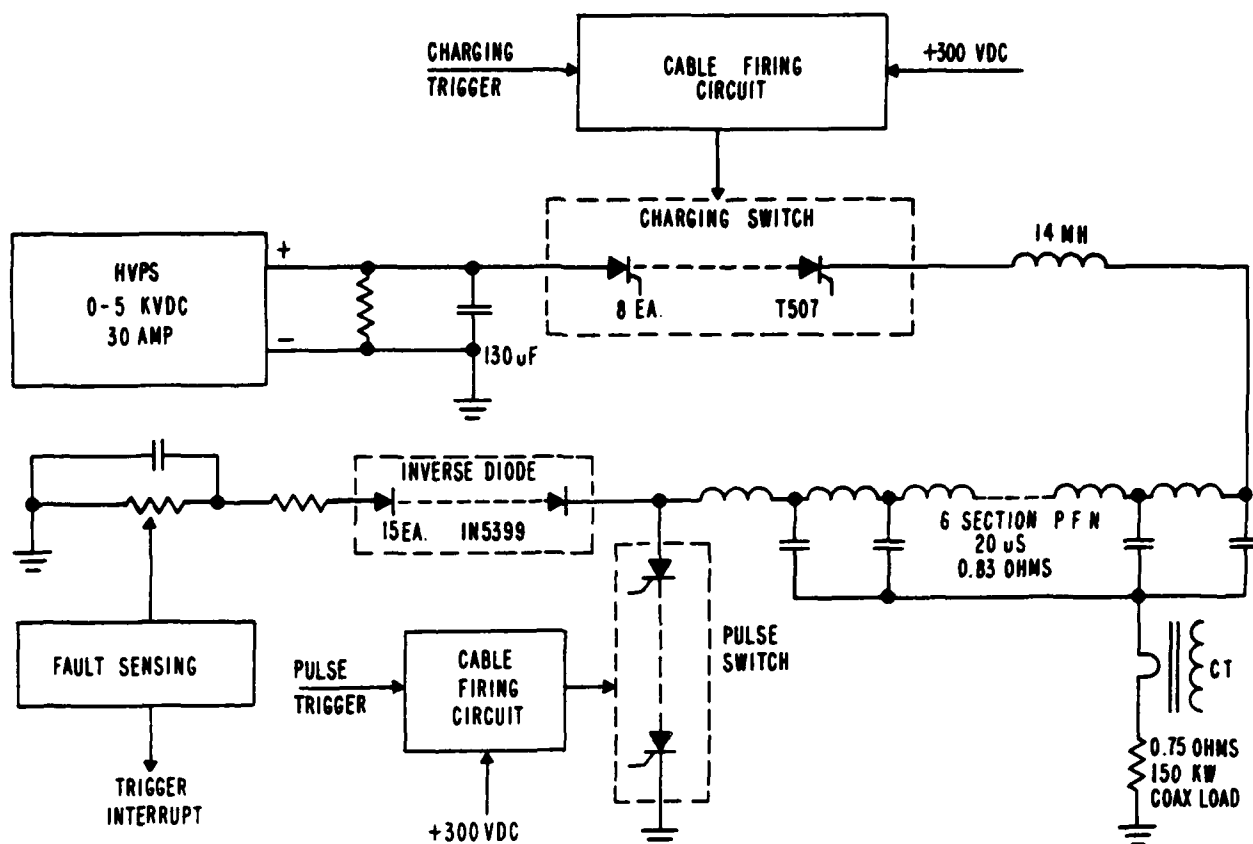 CHARGING
TRIGGER
CABLE FIRING
CIRCUIT
+300 VDC
CHARGING SWITCH
8 EA.
T507
14 MH
HVPS
0-5 KVDC
30 AMP
+
−
130 uF
INVERSE DIODE
15 EA.
IN5399
6 SECTION PFN
20 uS
0.83 OHMS
FAULT SENSING
TRIGGER
INTERRUPT
PULSE
TRIGGER
CABLE
FIRING
CIRCUIT
+300 VDC
PULSE
SWITCH
CT
0.75 OHMS
150 KW
COAX LOAD